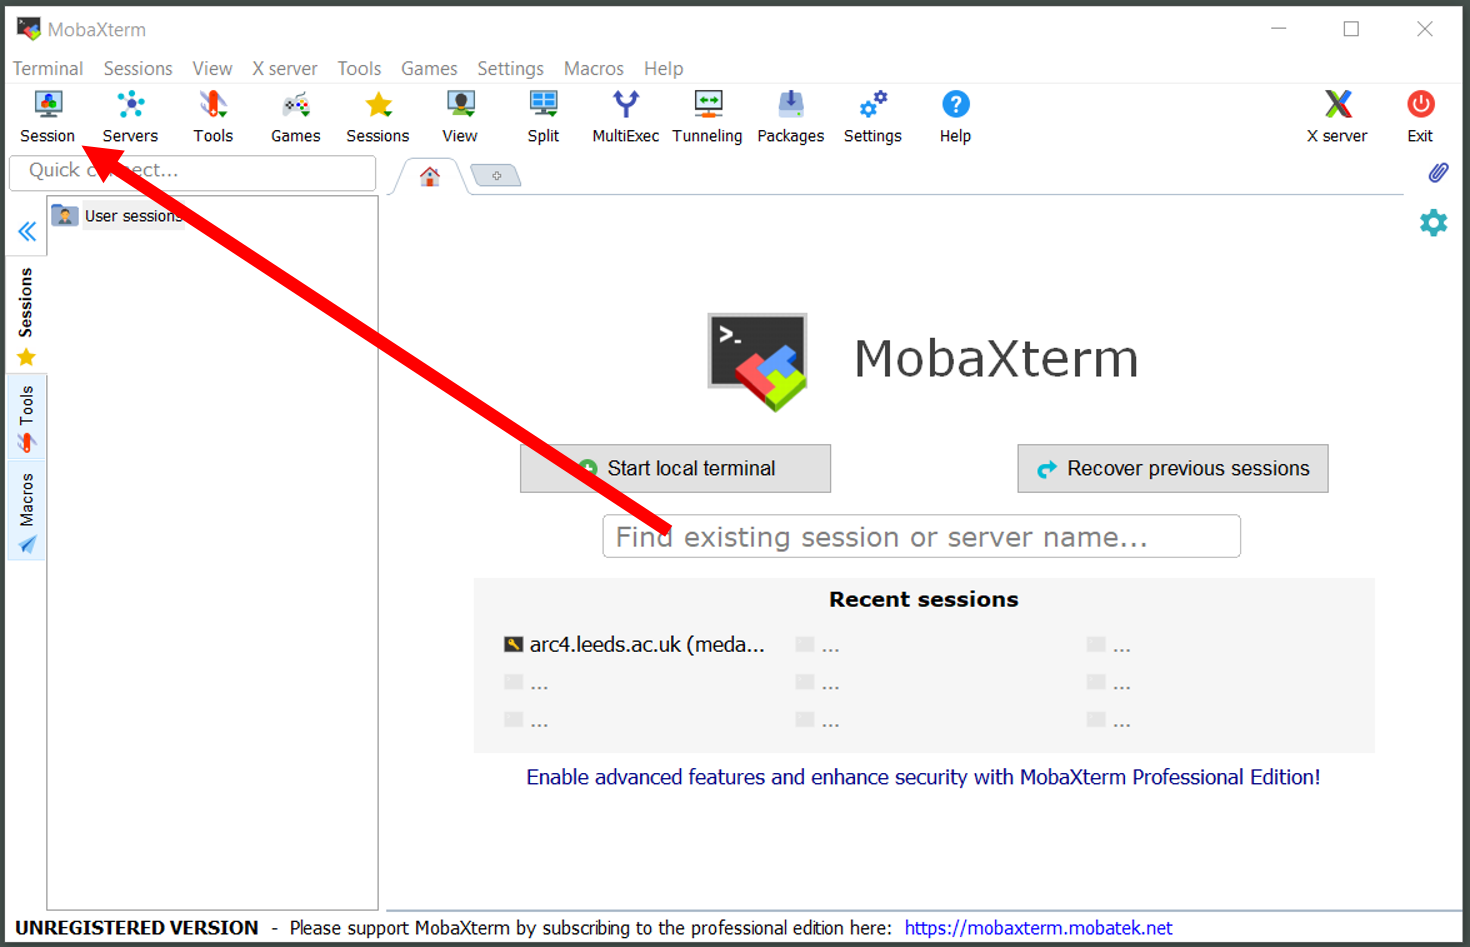 MobaXterm
Terminal Sessions View X server Tools Games Settings Macros Help
Session Servers Tools Games Sessions View Split MultiExec Tunneling Packages Settings Help X server Exit
Quick connect...
User sessions
Sessions
Tools
Macros
>_
MobaXterm
Start local terminal
Recover previous sessions
Find existing session or server name...
Recent sessions
arc4.leeds.ac.uk (meda... ... ...
... ... ...
... ... ...
Enable advanced features and enhance security with MobaXterm Professional Edition!
UNREGISTERED VERSION - Please support MobaXterm by subscribing to the professional edition here: https://mobaxterm.mobatek.net